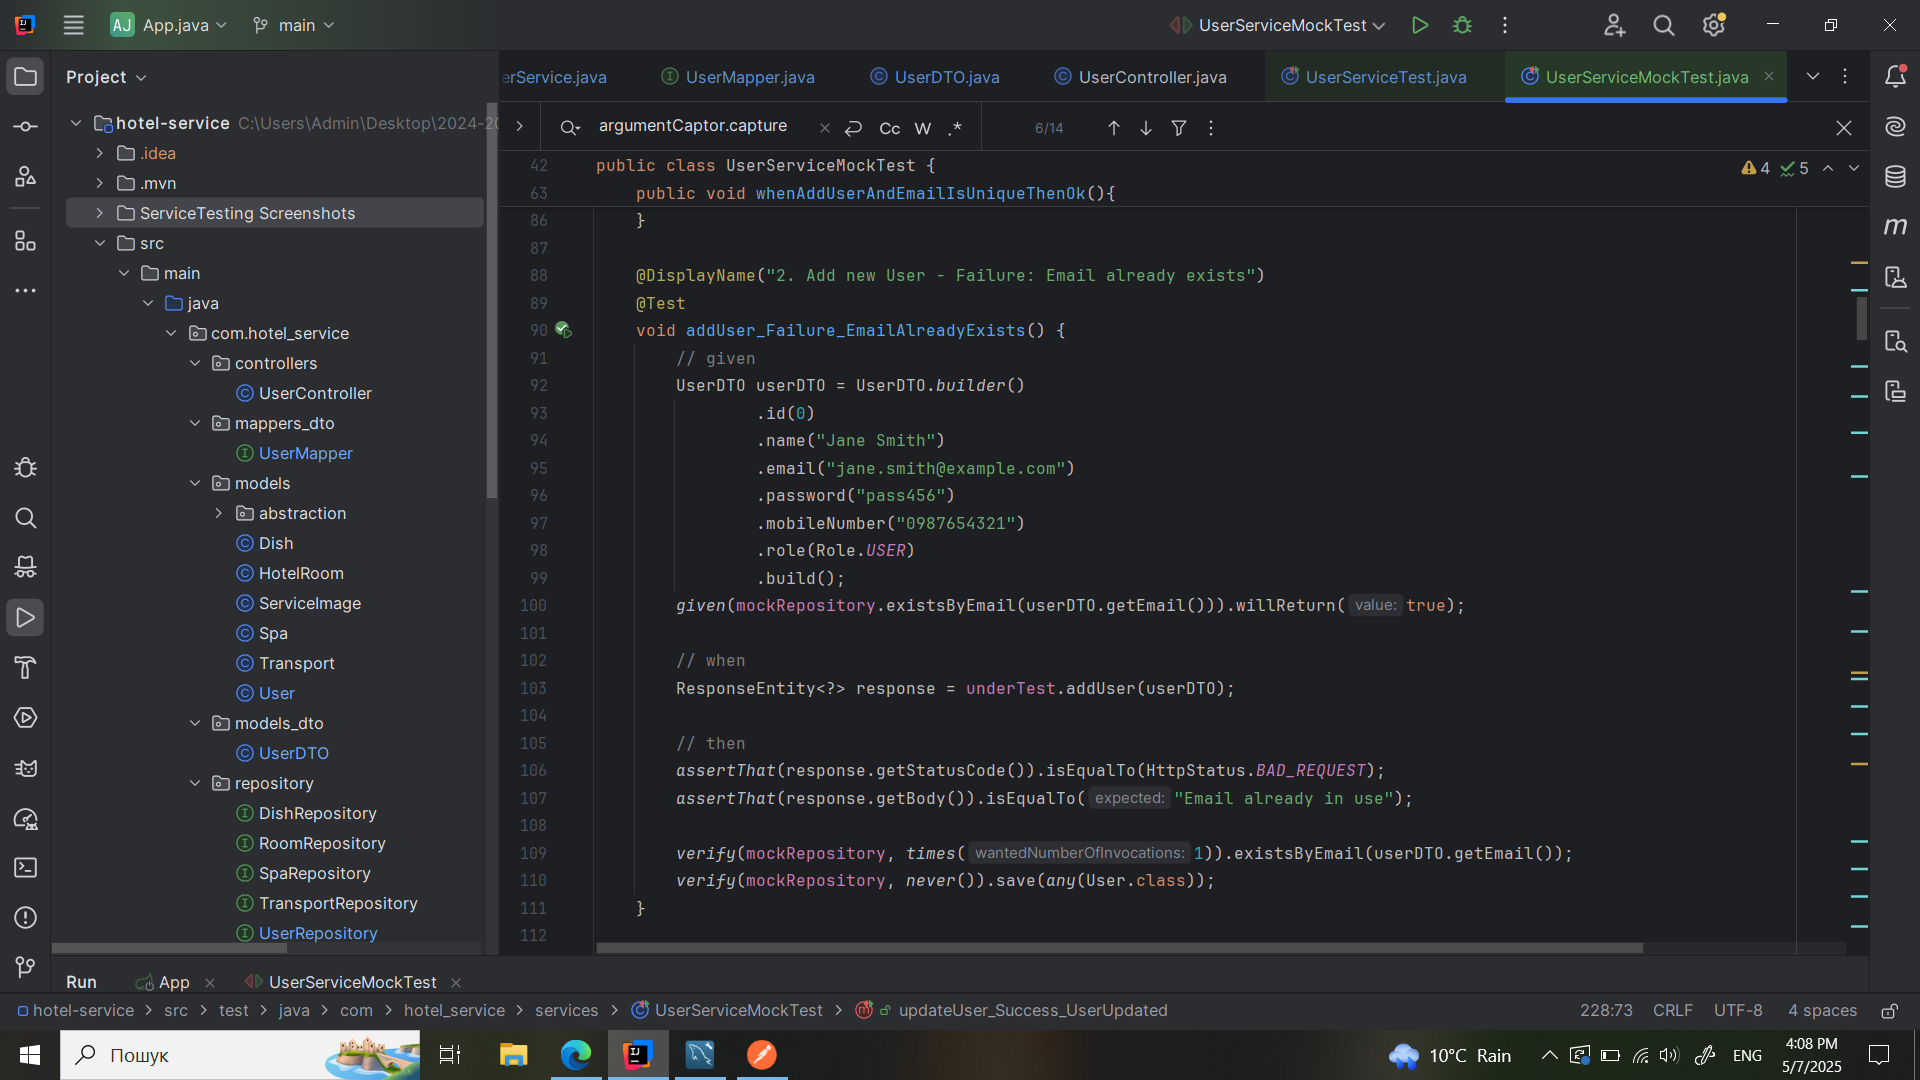 AJ App.java main UserServiceMockTest
Project
erService.java UserMapper.java UserDTO.java UserController.java UserServiceTest.java UserServiceMockTest.java
hotel-service C:\Users\Admin\Desktop\2024-20
.idea
.mvn
ServiceTesting Screenshots
src
main
java
com.hotel_service
controllers
UserController
mappers_dto
UserMapper
models
abstraction
Dish
HotelRoom
ServiceImage
Spa
Transport
User
models_dto
UserDTO
repository
DishRepository
RoomRepository
SpaRepository
TransportRepository
UserRepository
argumentCaptor.capture Cc W .* 6/14
42 public class UserServiceMockTest { 4 5
63 public void whenAddUserAndEmailIsUniqueThenOk(){
86 }
87
88 @DisplayName("2. Add new User - Failure: Email already exists")
89 @Test
90 void addUser_Failure_EmailAlreadyExists() {
91 // given
92 UserDTO userDTO = UserDTO.builder()
93 .id(0)
94 .name("Jane Smith")
95 .email("jane.smith@example.com")
96 .password("pass456")
97 .mobileNumber("0987654321")
98 .role(Role.USER)
99 .build();
100 given(mockRepository.existsByEmail(userDTO.getEmail())).willReturn( value: true);
101
102 // when
103 ResponseEntity<?> response = underTest.addUser(userDTO);
104
105 // then
106 assertThat(response.getStatusCode()).isEqualTo(HttpStatus.BAD_REQUEST);
107 assertThat(response.getBody()).isEqualTo( expected: "Email already in use");
108
109 verify(mockRepository, times( wantedNumberOfInvocations: 1)).existsByEmail(userDTO.getEmail());
110 verify(mockRepository, never()).save(any(User.class));
111 }
112
Run App UserServiceMockTest
hotel-service > src > test > java > com > hotel_service > services > UserServiceMockTest > updateUser_Success_UserUpdated 228:73 CRLF UTF-8 4 spaces
Пошук 10°C Rain ENG 4:08 PM
5/7/2025